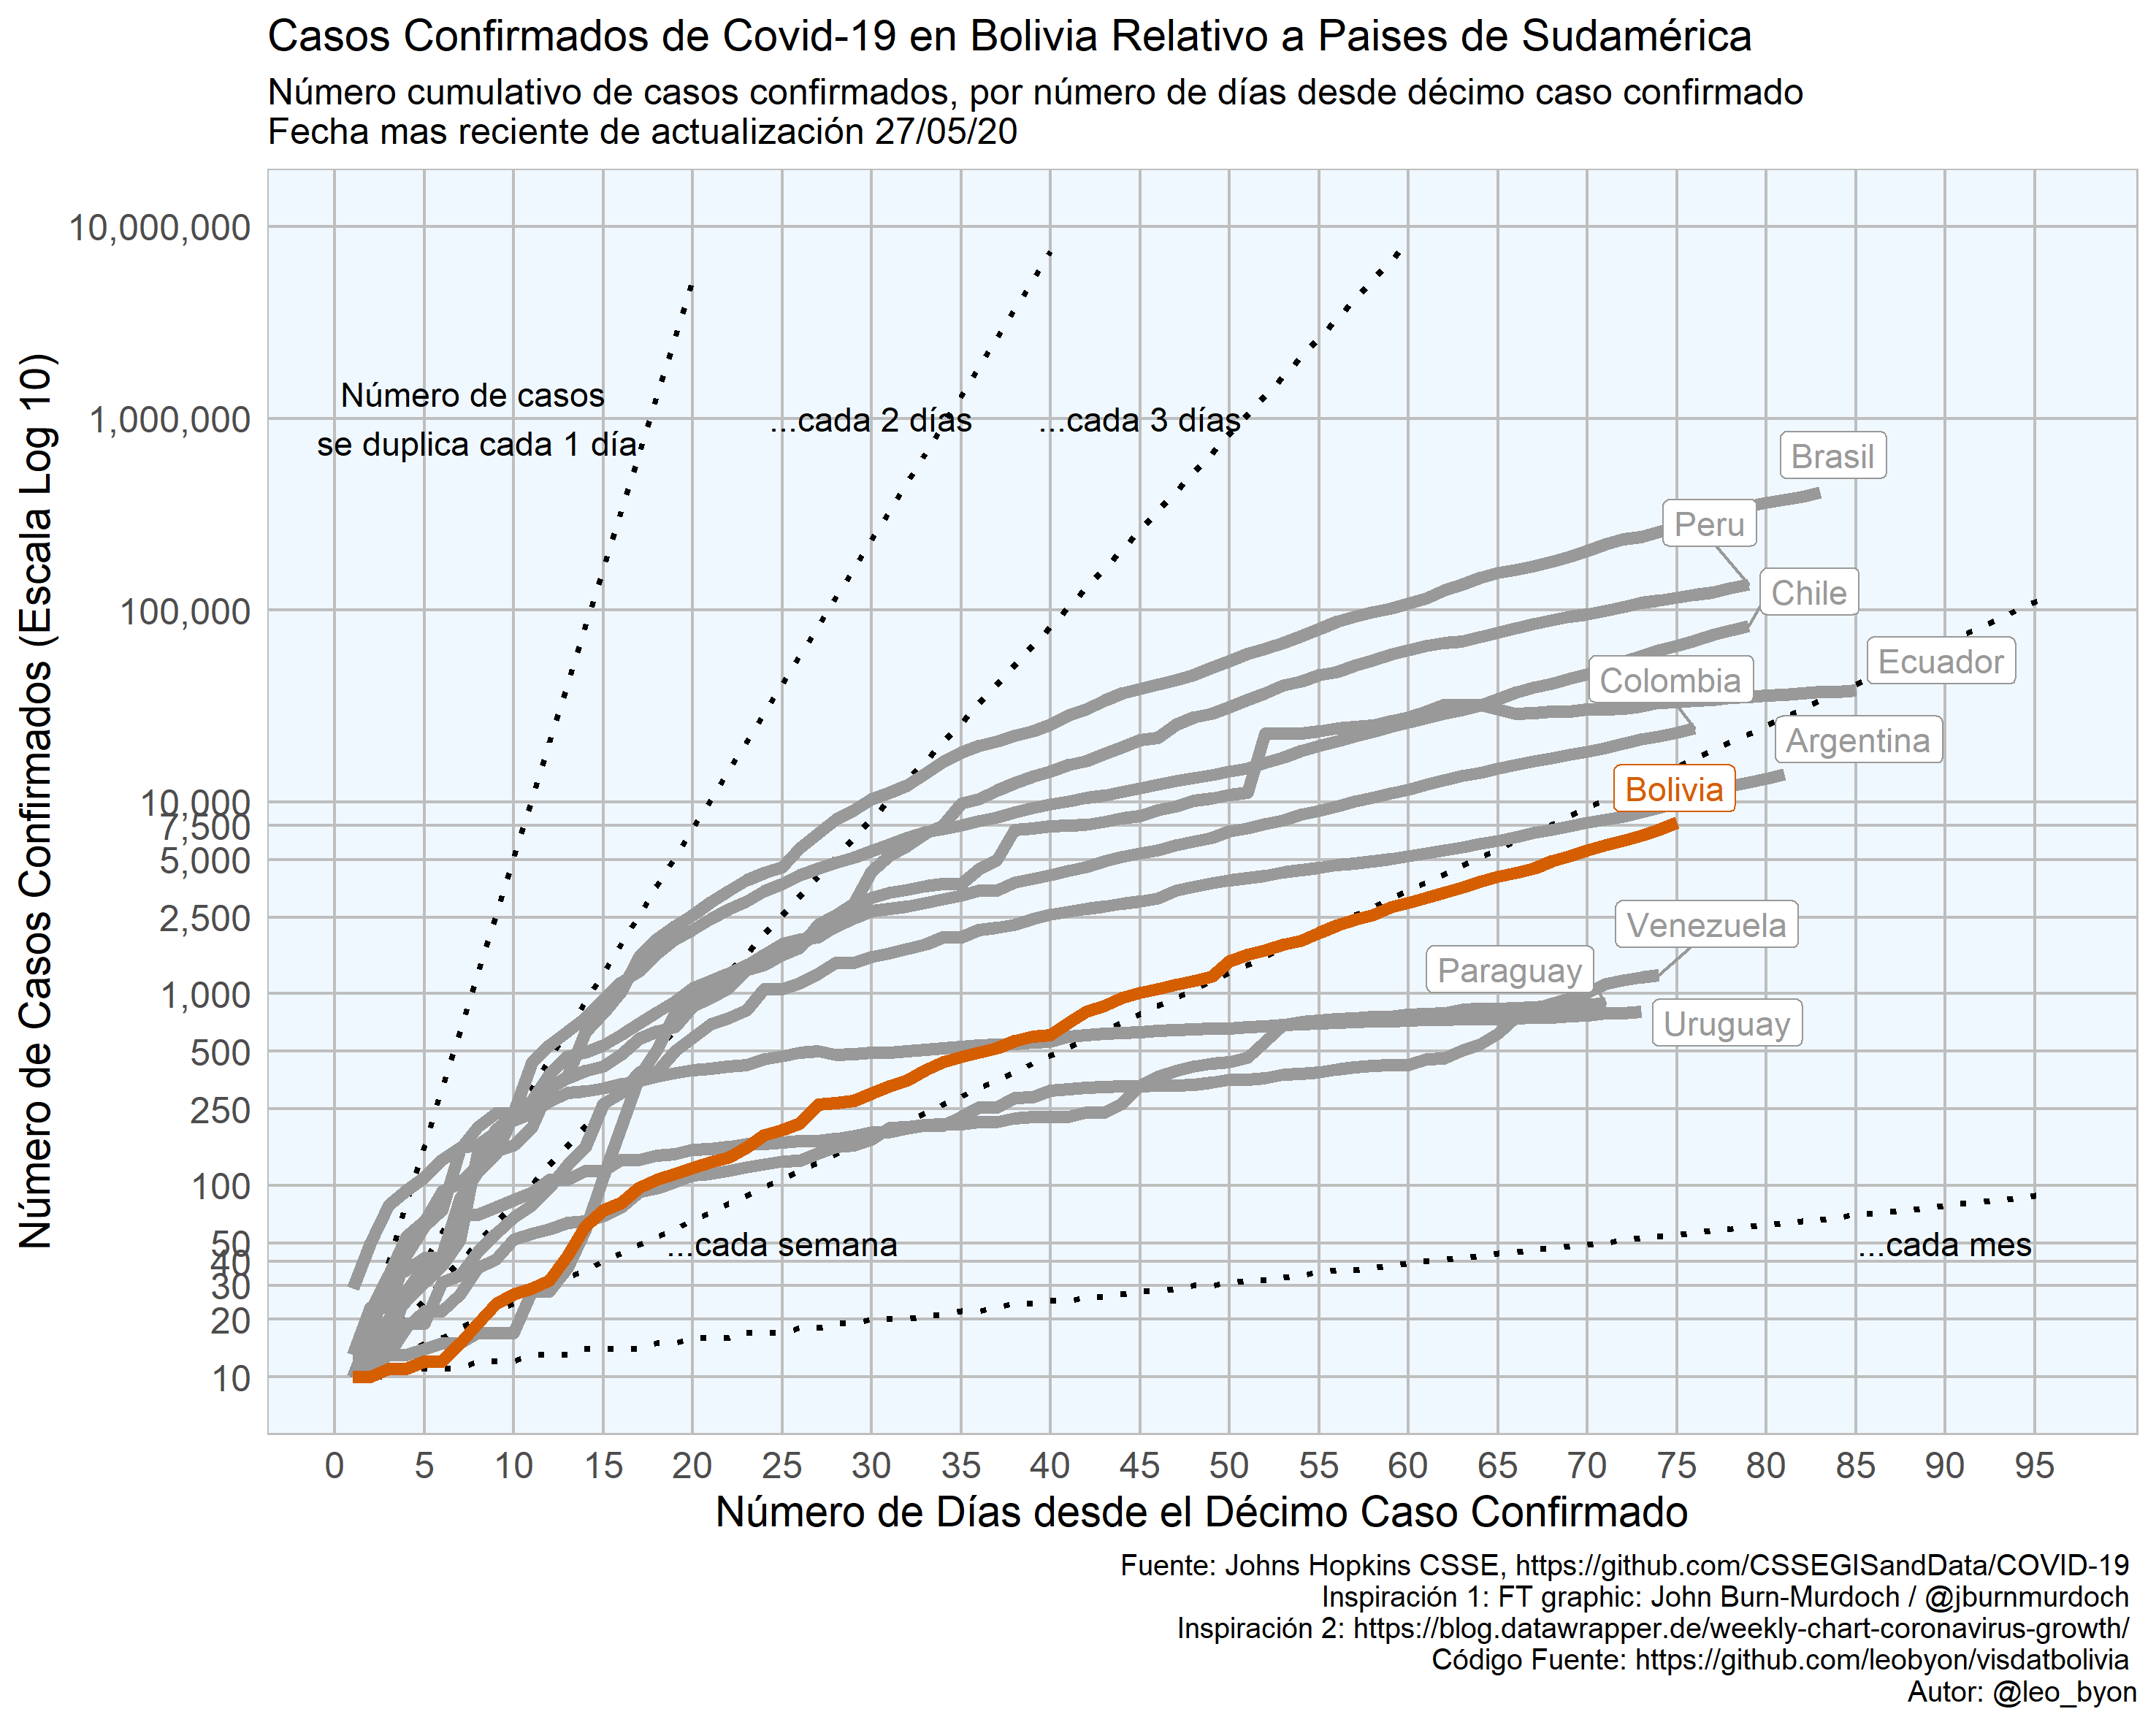 Casos Confirmados de Covid-19 en Bolivia Relativo a Paises de Sudamérica
Número cumulativo de casos confirmados, por número de días desde décimo caso confirmado
Fecha mas reciente de actualización 27/05/20
Número de Casos Confirmados (Escala Log 10)
10,000,000
1,000,000
100,000
10,000
7,500
5,000
2,500
1,000
500
250
100
50
40
30
20
10
Número de casos
se duplica cada 1 día
...cada 2 días
...cada 3 días
...cada semana
...cada mes
Brasil
Peru
Chile
Ecuador
Colombia
Argentina
Bolivia
Venezuela
Paraguay
Uruguay
0 5 10 15 20 25 30 35 40 45 50 55 60 65 70 75 80 85 90 95
Número de Días desde el Décimo Caso Confirmado
Fuente: Johns Hopkins CSSE, https://github.com/CSSEGISandData/COVID-19
Inspiración 1: FT graphic: John Burn-Murdoch / @jburnmurdoch
Inspiración 2: https://blog.datawrapper.de/weekly-chart-coronavirus-growth/
Código Fuente: https://github.com/leobyon/visdatbolivia
Autor: @leo_byon